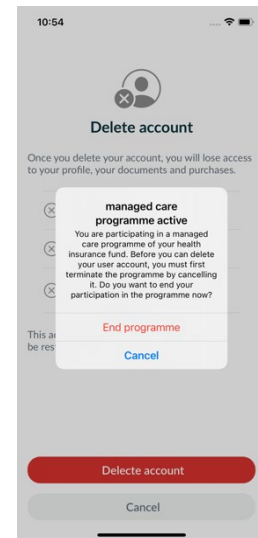 10:54
Delete account
Once you delete your account, you will lose access
to your profile, your documents and purchases.
managed care
programme active
You are participating in a managed
care programme of your health
insurance fund. Before you can delete
your user account, you must first
terminate the programme by cancelling
it. Do you want to end your
participation in the programme now?
End programme
Cancel
This
be
Delecte account
Cancel